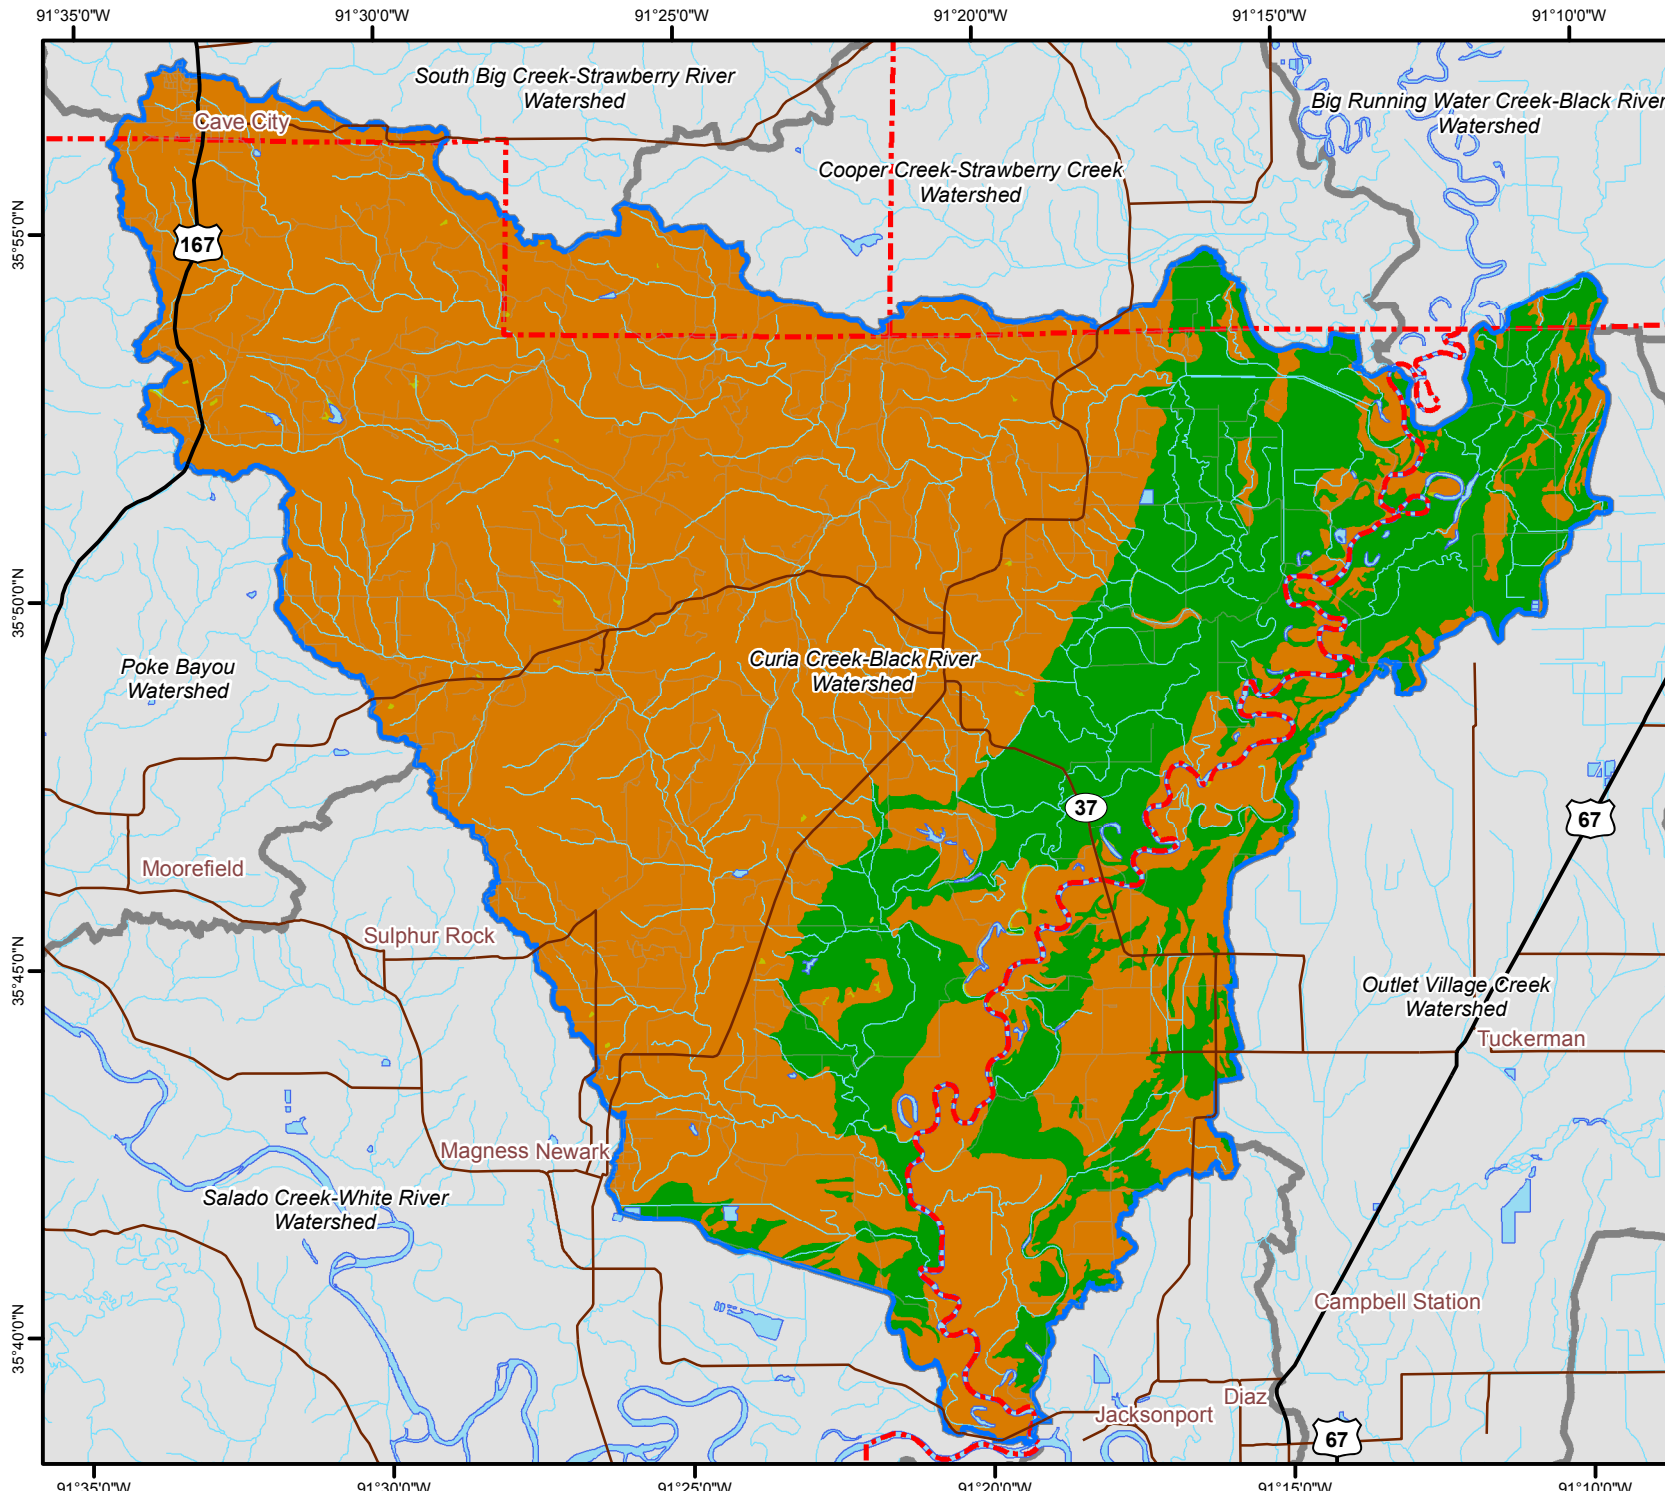 91°35'0"W
91°30'0"W
91°25'0"W
91°20'0"W
91°15'0"W
91°10'0"W
South Big Creek-Strawberry River
Watershed
Big Running Water Creek-Black River
Watershed
Cave City
Cooper Creek-Strawberry Creek
Watershed
35°55'0"N
167
35°50'0"N
Poke Bayou
Watershed
Curia Creek-Black River
Watershed
37
67
Moorefield
Sulphur Rock
35°45'0"N
Outlet Village Creek
Watershed
Tuckerman
Magness
Newark
Salado Creek-White River
Watershed
Campbell Station
35°40'0"N
Diaz
Jacksonport
67
91°35'0"W
91°30'0"W
91°25'0"W
91°20'0"W
91°15'0"W
91°10'0"W